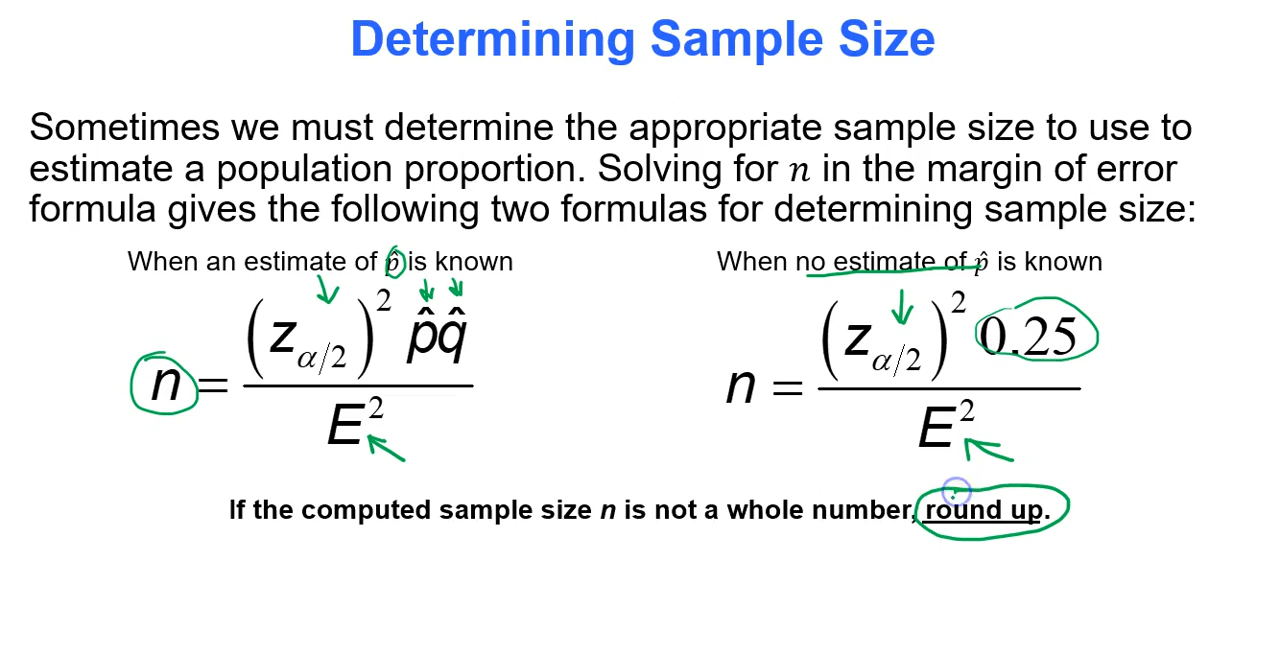 Determining Sample Size
Sometimes we must determine the appropriate sample size to use to
estimate a population proportion. Solving for n in the margin of error
formula gives the following two formulas for determining sample size:
When an estimate of p̂ is known
n = (z_{α/2})² p̂q̂ / E²
When no estimate of p̂ is known
n = (z_{α/2})² 0.25 / E²
If the computed sample size n is not a whole number, round up.